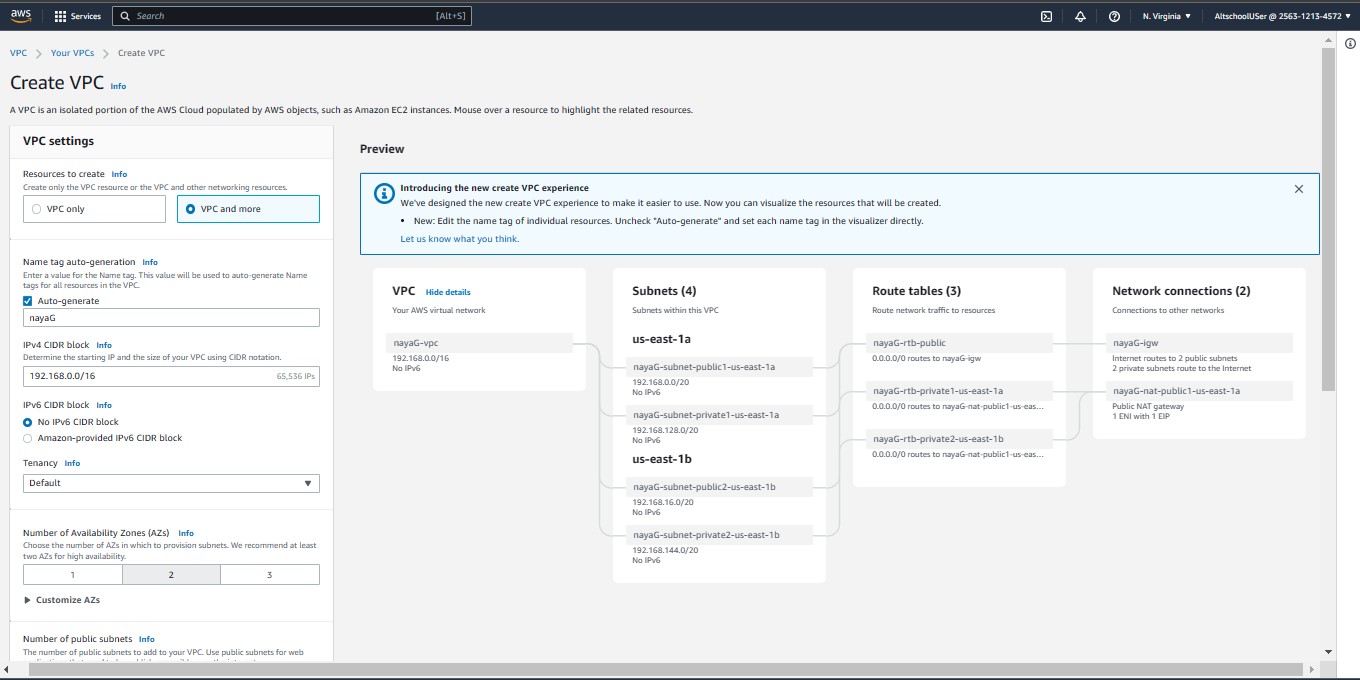 aws
Services
Search
[Alt+S]
N. Virginia
AltschoolUSer @ 2563-1213-4572
VPC
Your VPCs
Create VPC
Create VPC Info
A VPC is an isolated portion of the AWS Cloud populated by AWS objects, such as Amazon EC2 instances. Mouse over a resource to highlight the related resources.
VPC settings
Resources to create Info
Create only the VPC resource or the VPC and other networking resources.
VPC only
VPC and more
Name tag auto-generation Info
Enter a value for the Name tag. This value will be used to auto-generate Name
tags for all resources in the VPC.
Auto-generate
nayaG
IPv4 CIDR block Info
Determine the starting IP and the size of your VPC using CIDR notation.
192.168.0.0/16
65,536 IPs
IPv6 CIDR block Info
No IPv6 CIDR block
Amazon-provided IPv6 CIDR block
Tenancy Info
Default
Number of Availability Zones (AZs) Info
Choose the number of AZs in which to provision subnets. We recommend at least
two AZs for high availability.
1
2
3
Customize AZs
Number of public subnets Info
The number of public subnets to add to your VPC. Use public subnets for web
Preview
Introducing the new create VPC experience
We've designed the new create VPC experience to make it easier to use. Now you can visualize the resources that will be created.
• New: Edit the name tag of individual resources. Uncheck "Auto-generate" and set each name tag in the visualizer directly.
Let us know what you think.
VPC Hide details
Your AWS virtual network
nayaG-vpc
192.168.0.0/16
No IPv6
Subnets (4)
Subnets within this VPC
us-east-1a
nayaG-subnet-public1-us-east-1a
192.168.0.0/20
No IPv6
nayaG-subnet-private1-us-east-1a
192.168.128.0/20
No IPv6
us-east-1b
nayaG-subnet-public2-us-east-1b
192.168.16.0/20
No IPv6
nayaG-subnet-private2-us-east-1b
192.168.144.0/20
No IPv6
Route tables (3)
Route network traffic to resources
nayaG-rtb-public
0.0.0.0/0 routes to nayaG-igw
nayaG-rtb-private1-us-east-1a
0.0.0.0/0 routes to nayaG-nat-public1-us-eas...
nayaG-rtb-private2-us-east-1b
0.0.0.0/0 routes to nayaG-nat-public1-us-eas...
Network connections (2)
Connections to other networks
nayaG-igw
Internet routes to 2 public subnets
2 private subnets route to the Internet
nayaG-nat-public1-us-east-1a
Public NAT gateway
1 ENI with 1 EIP